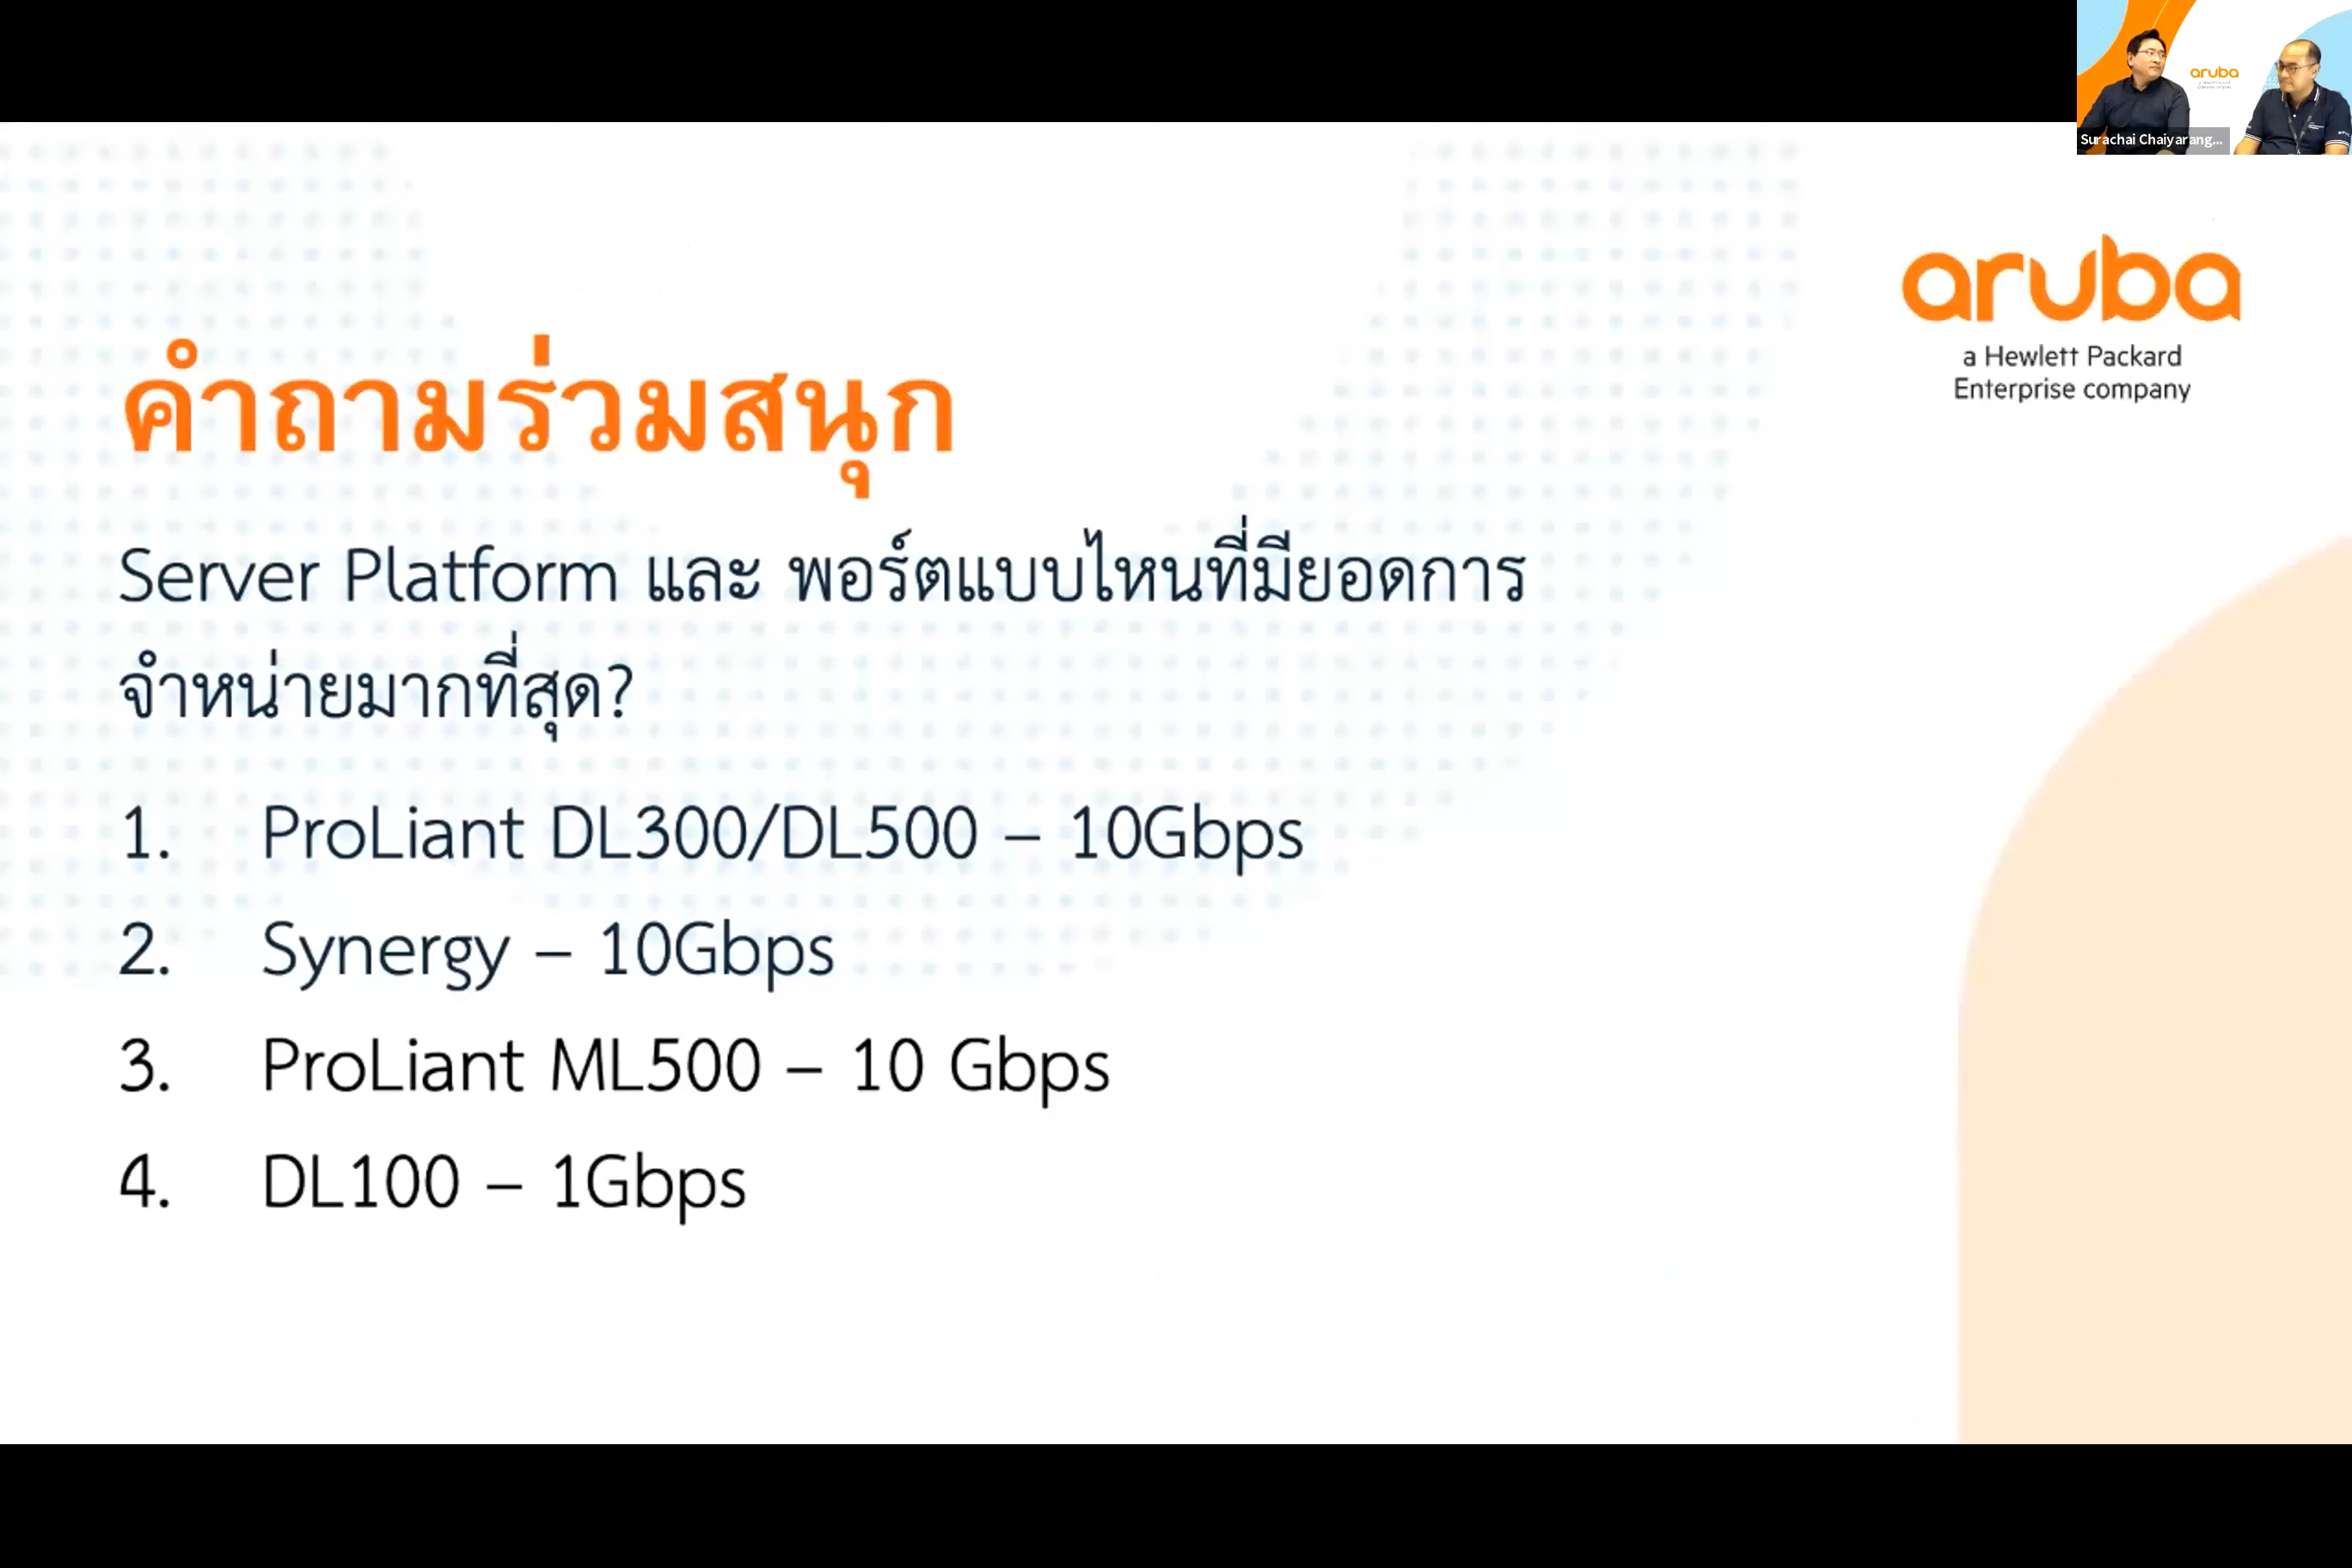 aruba
Surachai Chaiyarang...
aruba
a Hewlett Packard
Enterprise company
คำถามร่วมสนุก
Server Platform และ พอร์ตแบบไหนที่มียอดการ
จำหน่ายมากที่สุด?
1. ProLiant DL300/DL500 – 10Gbps
2. Synergy – 10Gbps
3. ProLiant ML500 – 10 Gbps
4. DL100 – 1Gbps